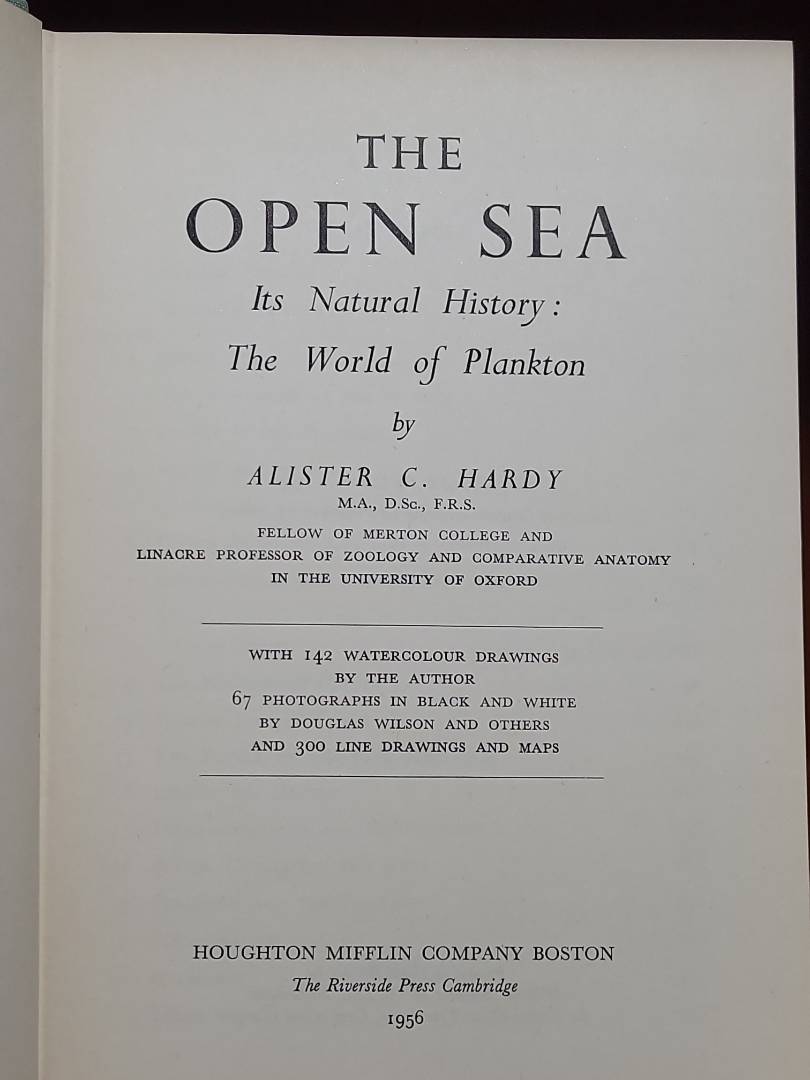 THE
OPEN SEA
Its Natural History:
The World of Plankton
by
ALISTER C. HARDY
M.A., D.Sc., F.R.S.
FELLOW OF MERTON COLLEGE AND
LINACRE PROFESSOR OF ZOOLOGY AND COMPARATIVE ANATOMY
IN THE UNIVERSITY OF OXFORD
WITH 142 WATERCOLOUR DRAWINGS
BY THE AUTHOR
67 PHOTOGRAPHS IN BLACK AND WHITE
BY DOUGLAS WILSON AND OTHERS
AND 300 LINE DRAWINGS AND MAPS
HOUGHTON MIFFLIN COMPANY BOSTON
The Riverside Press Cambridge
1956